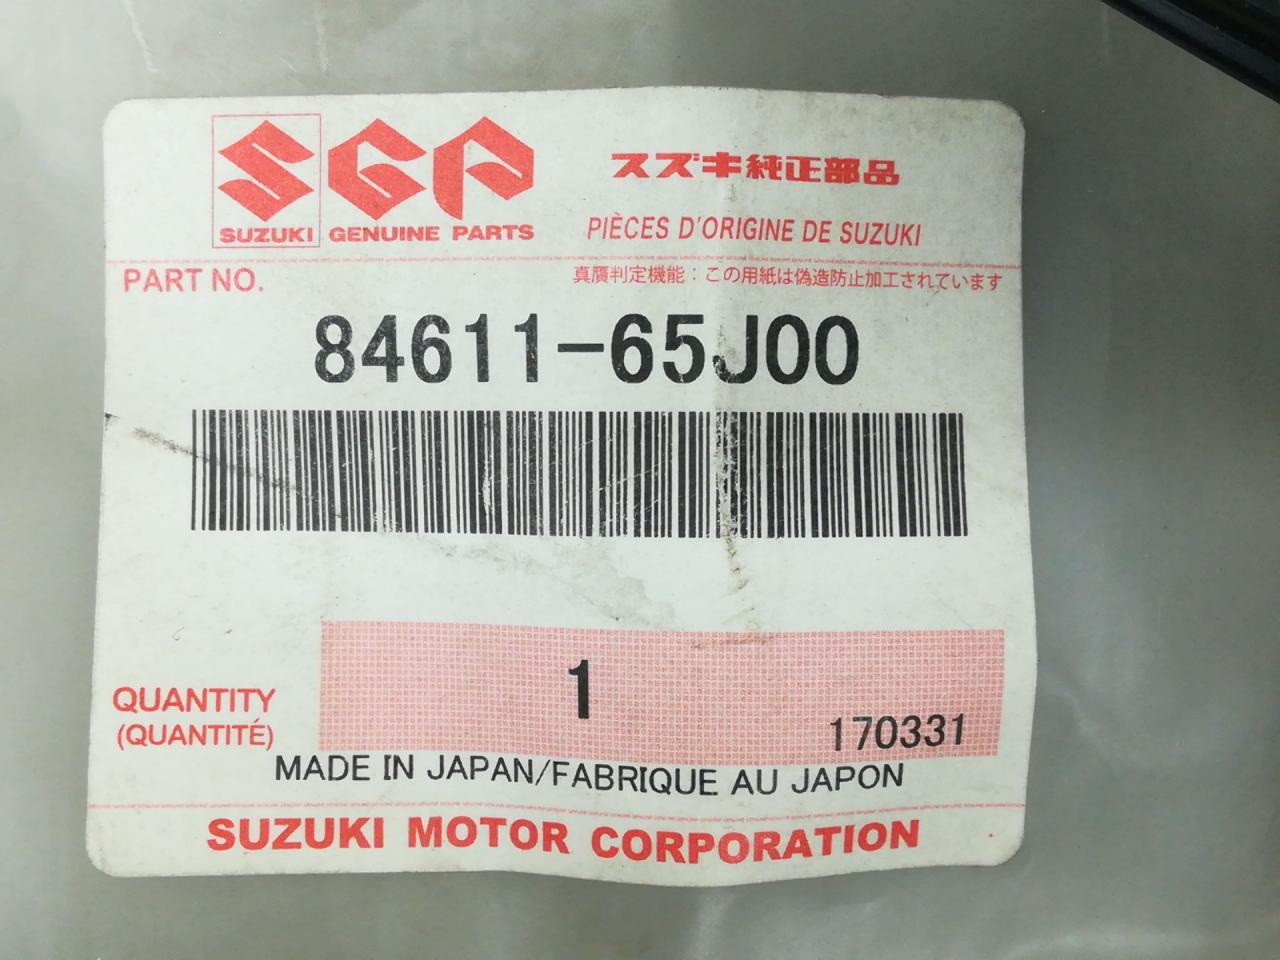 SGP
SUZUKI GENUINE PARTS
スズキ純正部品
PIÈCES D'ORIGINE DE SUZUKI
PART NO.
真贋判定機能：この用紙は偽造防止加工されています
84611-65J00
QUANTITY
(QUANTITÉ)
1
170331
MADE IN JAPAN/FABRIQUE AU JAPON
SUZUKI MOTOR CORPORATION